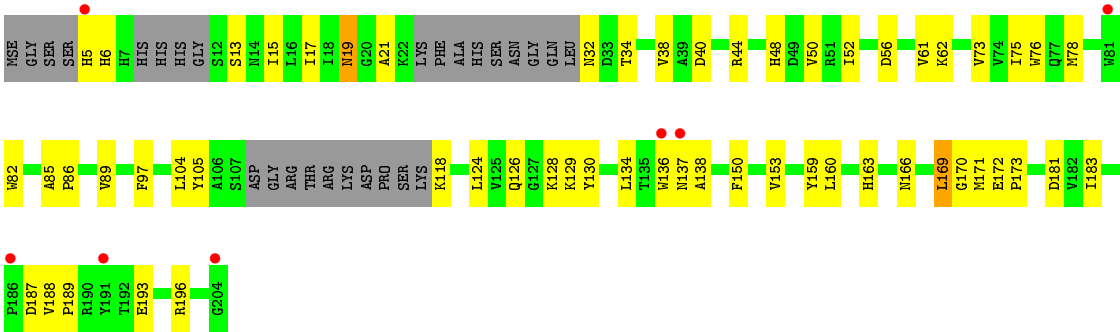 MSE GLY SER SER H5 H6 H7 HIS HIS HIS GLY S12 S13 N14 I15 L16 I17 I18 N19 G20 A21 K22 LYS PHE ALA HIS SER ASN GLY GLN LEU N32 D33 T34 V38 A39 D40 R44 H48 D49 V50 R51 I52 D56 V61 K62 V73 V74 I75 W76 Q77 M78 W81
W82 A85 P86 V89 F97 L104 Y105 A106 S107 ASP GLY ARG THR ARG LYS ASP PRO SER LYS K118 L124 V125 Q126 G127 K128 K129 Y130 L134 T135 W136 N137 A138 F150 V153 Y159 L160 H163 N166 L169 G170 M171 E172 P173 D181 V182 I183
P186 D187 V188 P189 R190 Y191 T192 E193 R196 G204